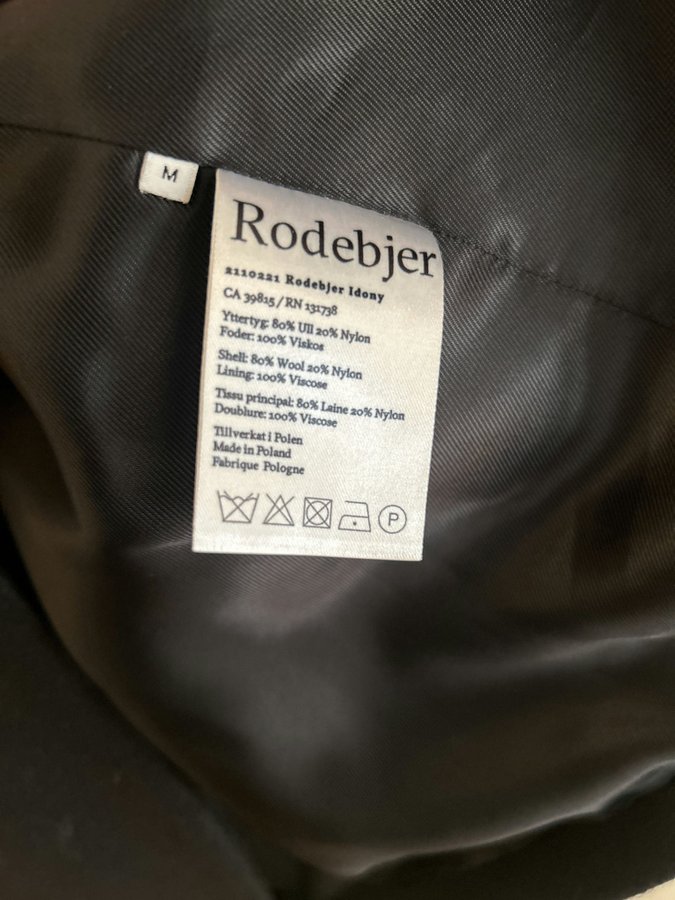 M
Rodebjer
2110221 Rodebjer Idony
CA 39815 / RN 131738
Yttertyg: 80% Ull 20% Nylon
Foder: 100% Viskos
Shell: 80% Wool 20% Nylon
Lining: 100% Viscose
Tissu principal: 80% Laine 20% Nylon
Doublure: 100% Viscose
Tillverkat i Polen
Made in Poland
Fabrique Pologne
P